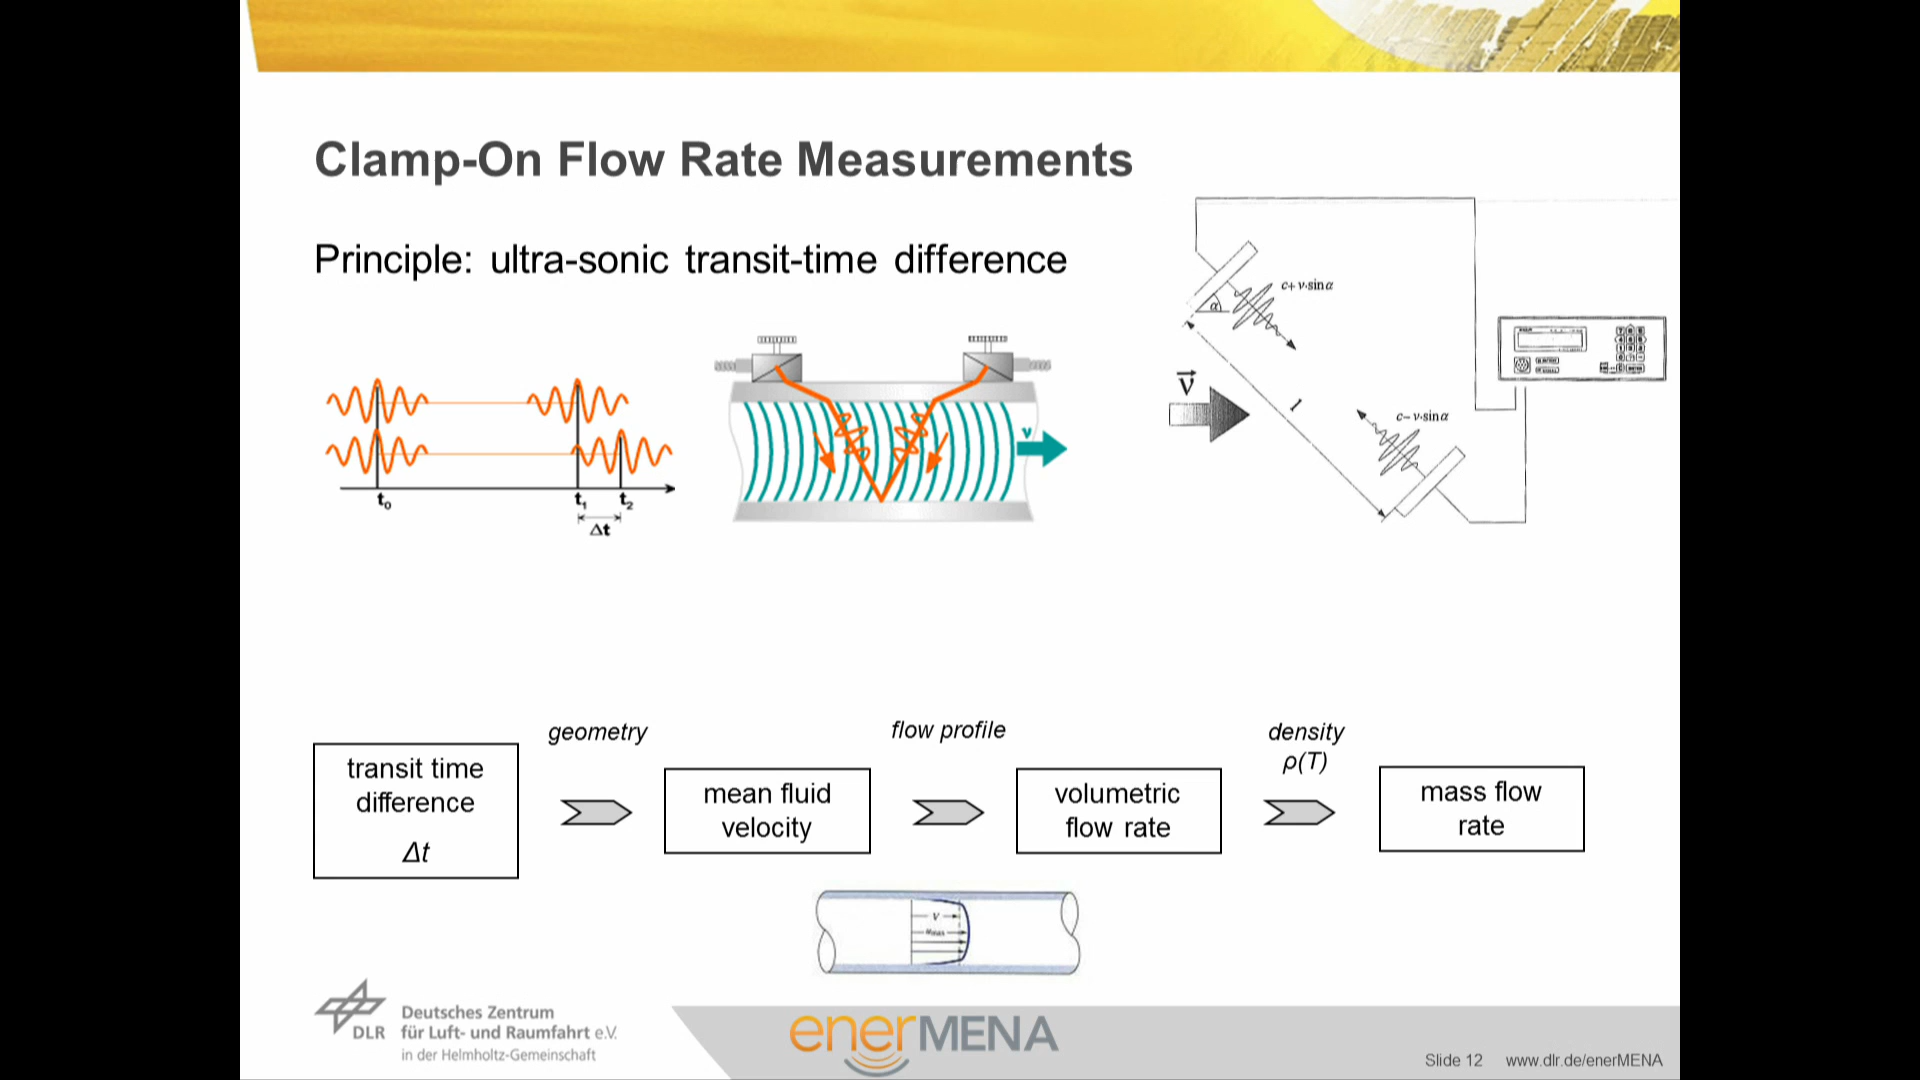 Clamp-On Flow Rate Measurements
Principle: ultra-sonic transit-time difference
t₀
t₁
t₂
Δt
v
c+ v·sinα
α
v⃗
l
c– v·sinα
geometry
flow profile
density
ρ(T)
transit time
difference
Δt
mean fluid
velocity
volumetric
flow rate
mass flow
rate
V
DLR
Deutsches Zentrum
für Luft- und Raumfahrt e.V.
in der Helmholtz-Gemeinschaft
enerMENA
Slide 12 www.dlr.de/enerMENA